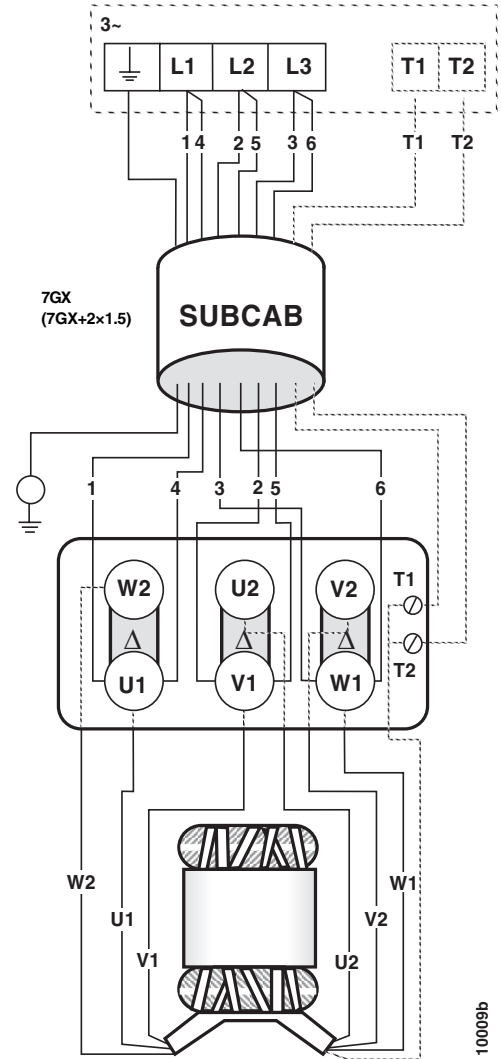 3~
L1 L2 L3 T1 T2
1 4 2 5 3 6 T1 T2
7GX
(7GX+2×1.5)
SUBCAB
1 4 3 2 5 6
W2 U2 V2 T1
Δ Δ Δ
T2
U1 V1 W1
W2 W1
U1 V2
V1 U2
10009b